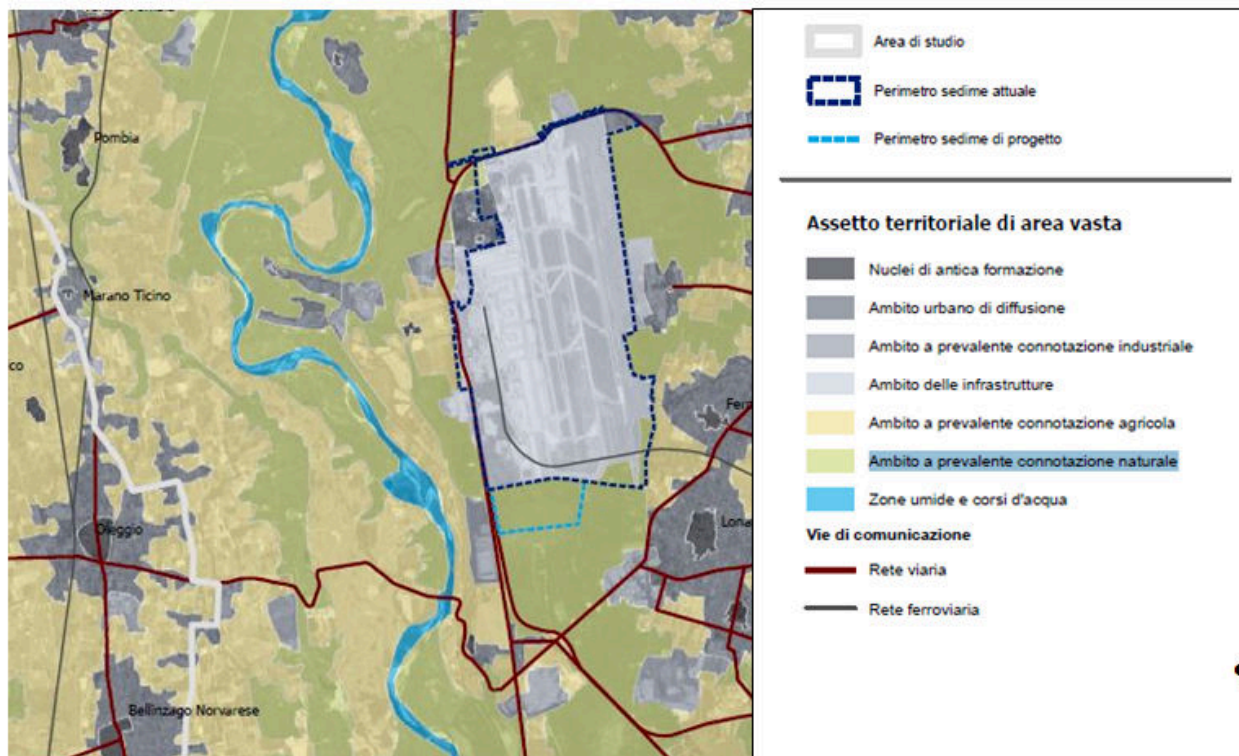 Pombia
Marano Ticino
co
Oleggio
Bellinzago Norvarese
Lona
Area di studio
Perimetro sedime attuale
Perimetro sedime di progetto
Assetto territoriale di area vasta
Nuclei di antica formazione
Ambito urbano di diffusione
Ambito a prevalente connotazione industriale
Ambito delle infrastrutture
Ambito a prevalente connotazione agricola
Ambito a prevalente connotazione naturale
Zone umide e corsi d'acqua
Vie di comunicazione
Rete viaria
Rete ferroviaria